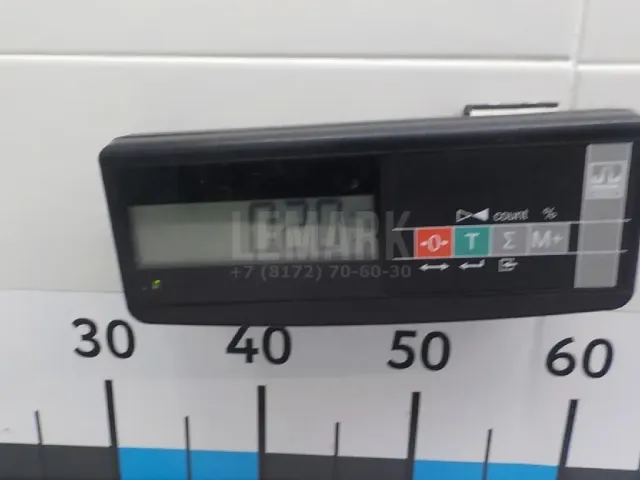 count %
→0← T Σ M+
LEMARK
+7 (8172) 70-60-30
30 40 50 60